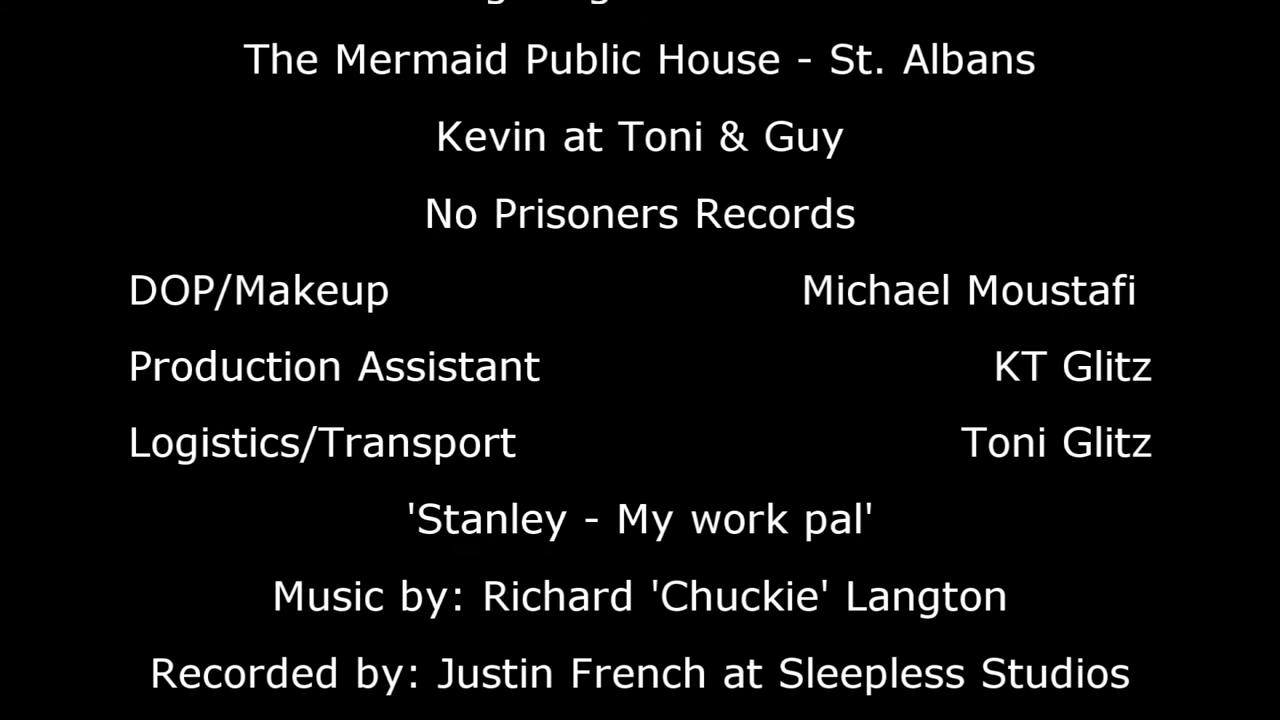 The Mermaid Public House - St. Albans
Kevin at Toni & Guy
No Prisoners Records
DOP/Makeup Michael Moustafi
Production Assistant KT Glitz
Logistics/Transport Toni Glitz
'Stanley - My work pal'
Music by: Richard 'Chuckie' Langton
Recorded by: Justin French at Sleepless Studios